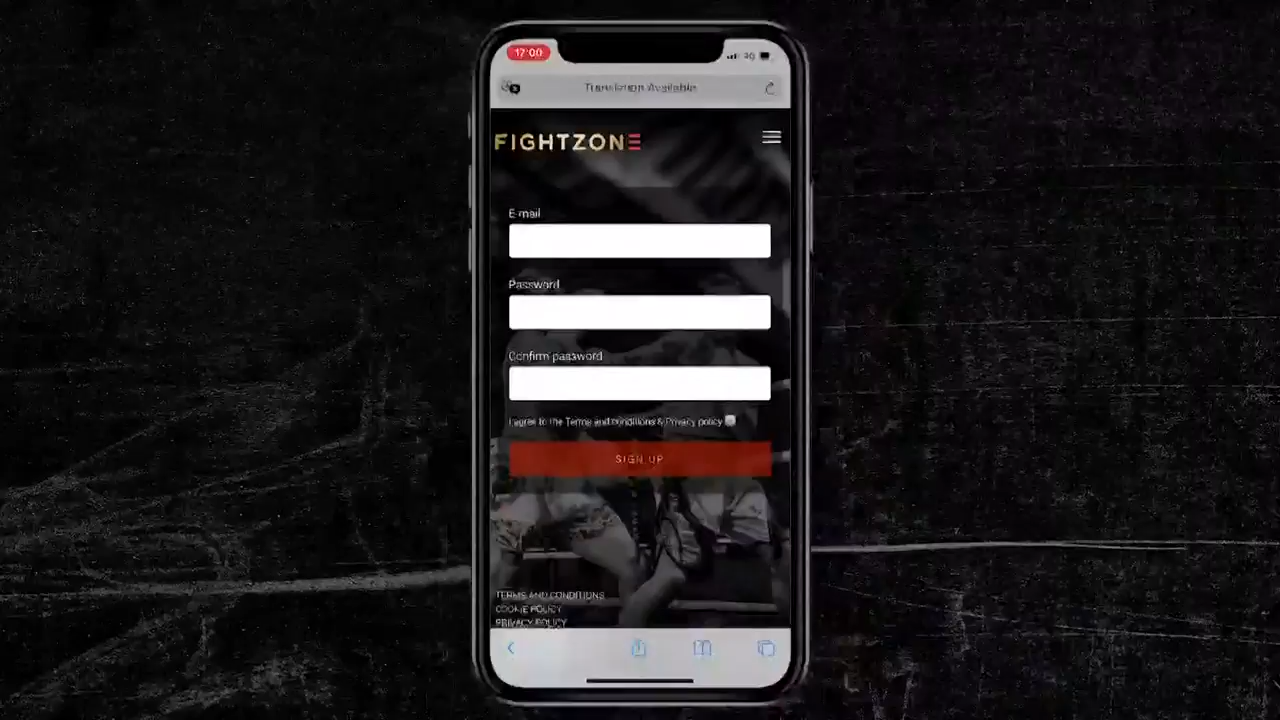 17:00
4G
Translation Available
FIGHTZONE
E-mail
Password
Confirm password
I agree to the Terms and conditions & Privacy policy
SIGN UP
TERMS AND CONDITIONS
COOKIE POLICY
PRIVACY POLICY